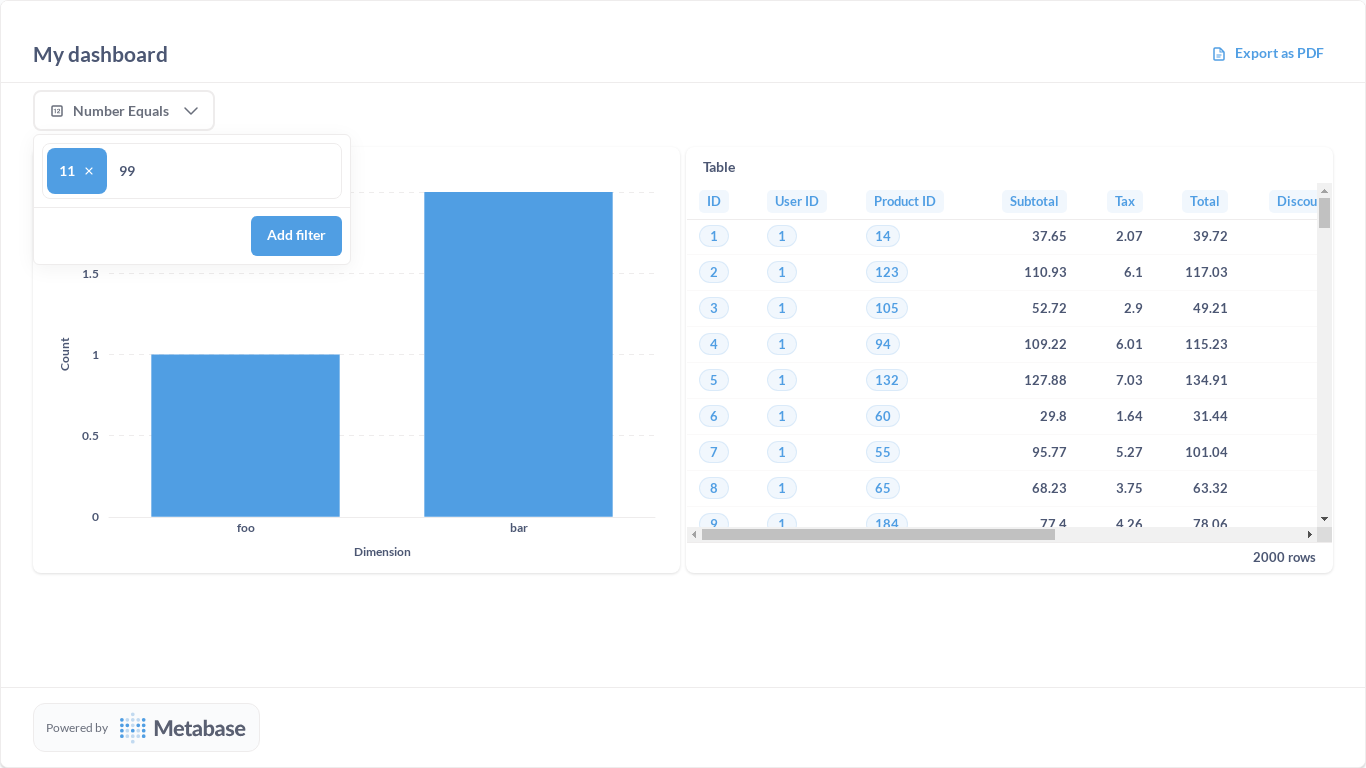 My dashboard
Export as PDF
Number Equals
11 × 99
Add filter
1.5
1
0.5
0
Count
foo bar
Dimension
Table
ID User ID Product ID Subtotal Tax Total Discou
1 1 14 37.65 2.07 39.72
2 1 123 110.93 6.1 117.03
3 1 105 52.72 2.9 49.21
4 1 94 109.22 6.01 115.23
5 1 132 127.88 7.03 134.91
6 1 60 29.8 1.64 31.44
7 1 55 95.77 5.27 101.04
8 1 65 68.23 3.75 63.32
9 1 184 77.4 4.26 78.06
2000 rows
Powered by Metabase